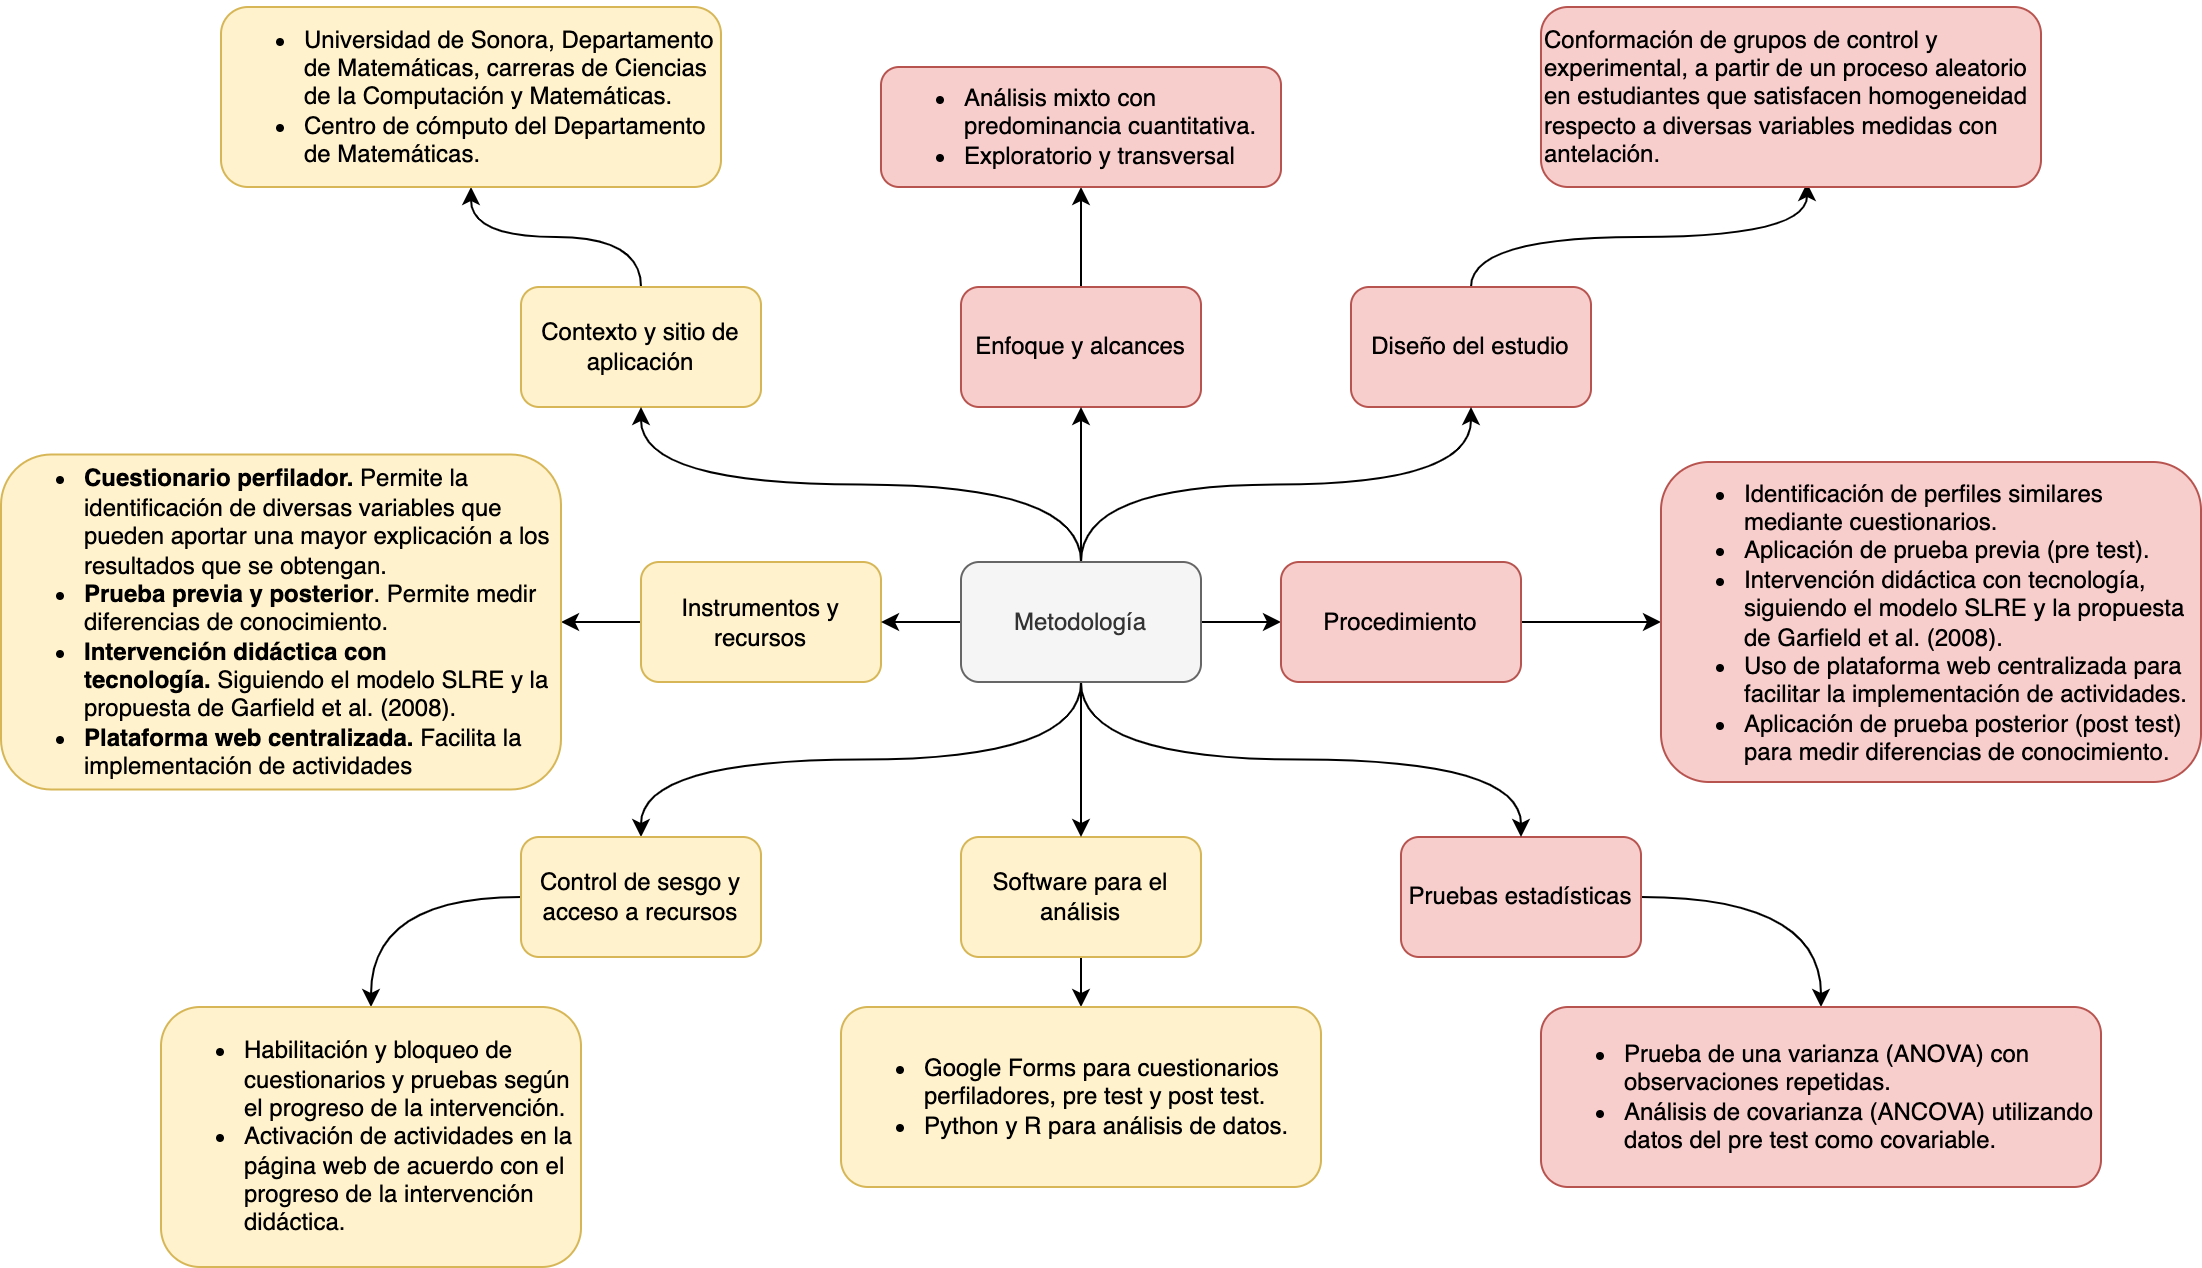 • Universidad de Sonora, Departamento
de Matemáticas, carreras de Ciencias
de la Computación y Matemáticas.
• Centro de cómputo del Departamento
de Matemáticas.
• Análisis mixto con
predominancia cuantitativa.
• Exploratorio y transversal
Conformación de grupos de control y
experimental, a partir de un proceso aleatorio
en estudiantes que satisfacen homogeneidad
respecto a diversas variables medidas con
antelación.
Contexto y sitio de
aplicación
Enfoque y alcances
Diseño del estudio
• Cuestionario perfilador. Permite la
identificación de diversas variables que
pueden aportar una mayor explicación a los
resultados que se obtengan.
• Prueba previa y posterior. Permite medir
diferencias de conocimiento.
• Intervención didáctica con
tecnología. Siguiendo el modelo SLRE y la
propuesta de Garfield et al. (2008).
• Plataforma web centralizada. Facilita la
implementación de actividades
Instrumentos y
recursos
Metodología
Procedimiento
• Identificación de perfiles similares
mediante cuestionarios.
• Aplicación de prueba previa (pre test).
• Intervención didáctica con tecnología,
siguiendo el modelo SLRE y la propuesta
de Garfield et al. (2008).
• Uso de plataforma web centralizada para
facilitar la implementación de actividades.
• Aplicación de prueba posterior (post test)
para medir diferencias de conocimiento.
Control de sesgo y
acceso a recursos
Software para el
análisis
Pruebas estadísticas
• Habilitación y bloqueo de
cuestionarios y pruebas según
el progreso de la intervención.
• Activación de actividades en la
página web de acuerdo con el
progreso de la intervención
didáctica.
• Google Forms para cuestionarios
perfiladores, pre test y post test.
• Python y R para análisis de datos.
• Prueba de una varianza (ANOVA) con
observaciones repetidas.
• Análisis de covarianza (ANCOVA) utilizando
datos del pre test como covariable.